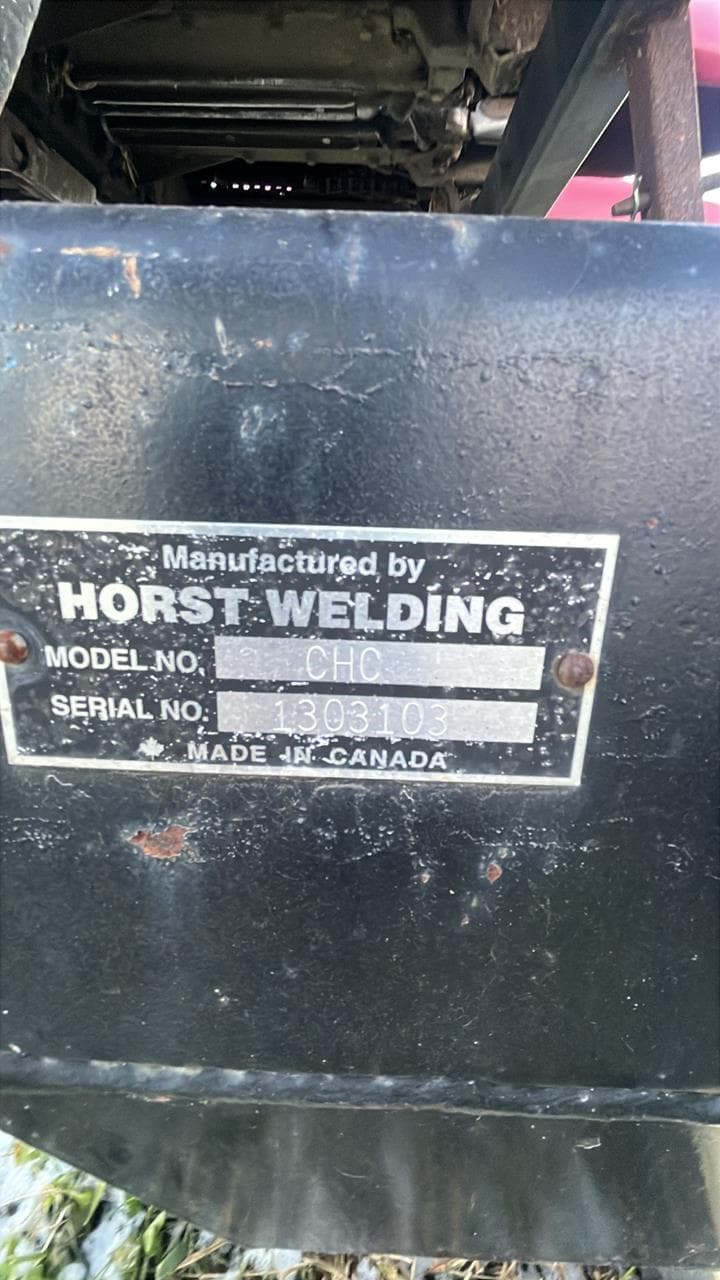 Manufactured by
HORST WELDING
MODEL NO. CHC
SERIAL NO. 1303103
MADE IN CANADA